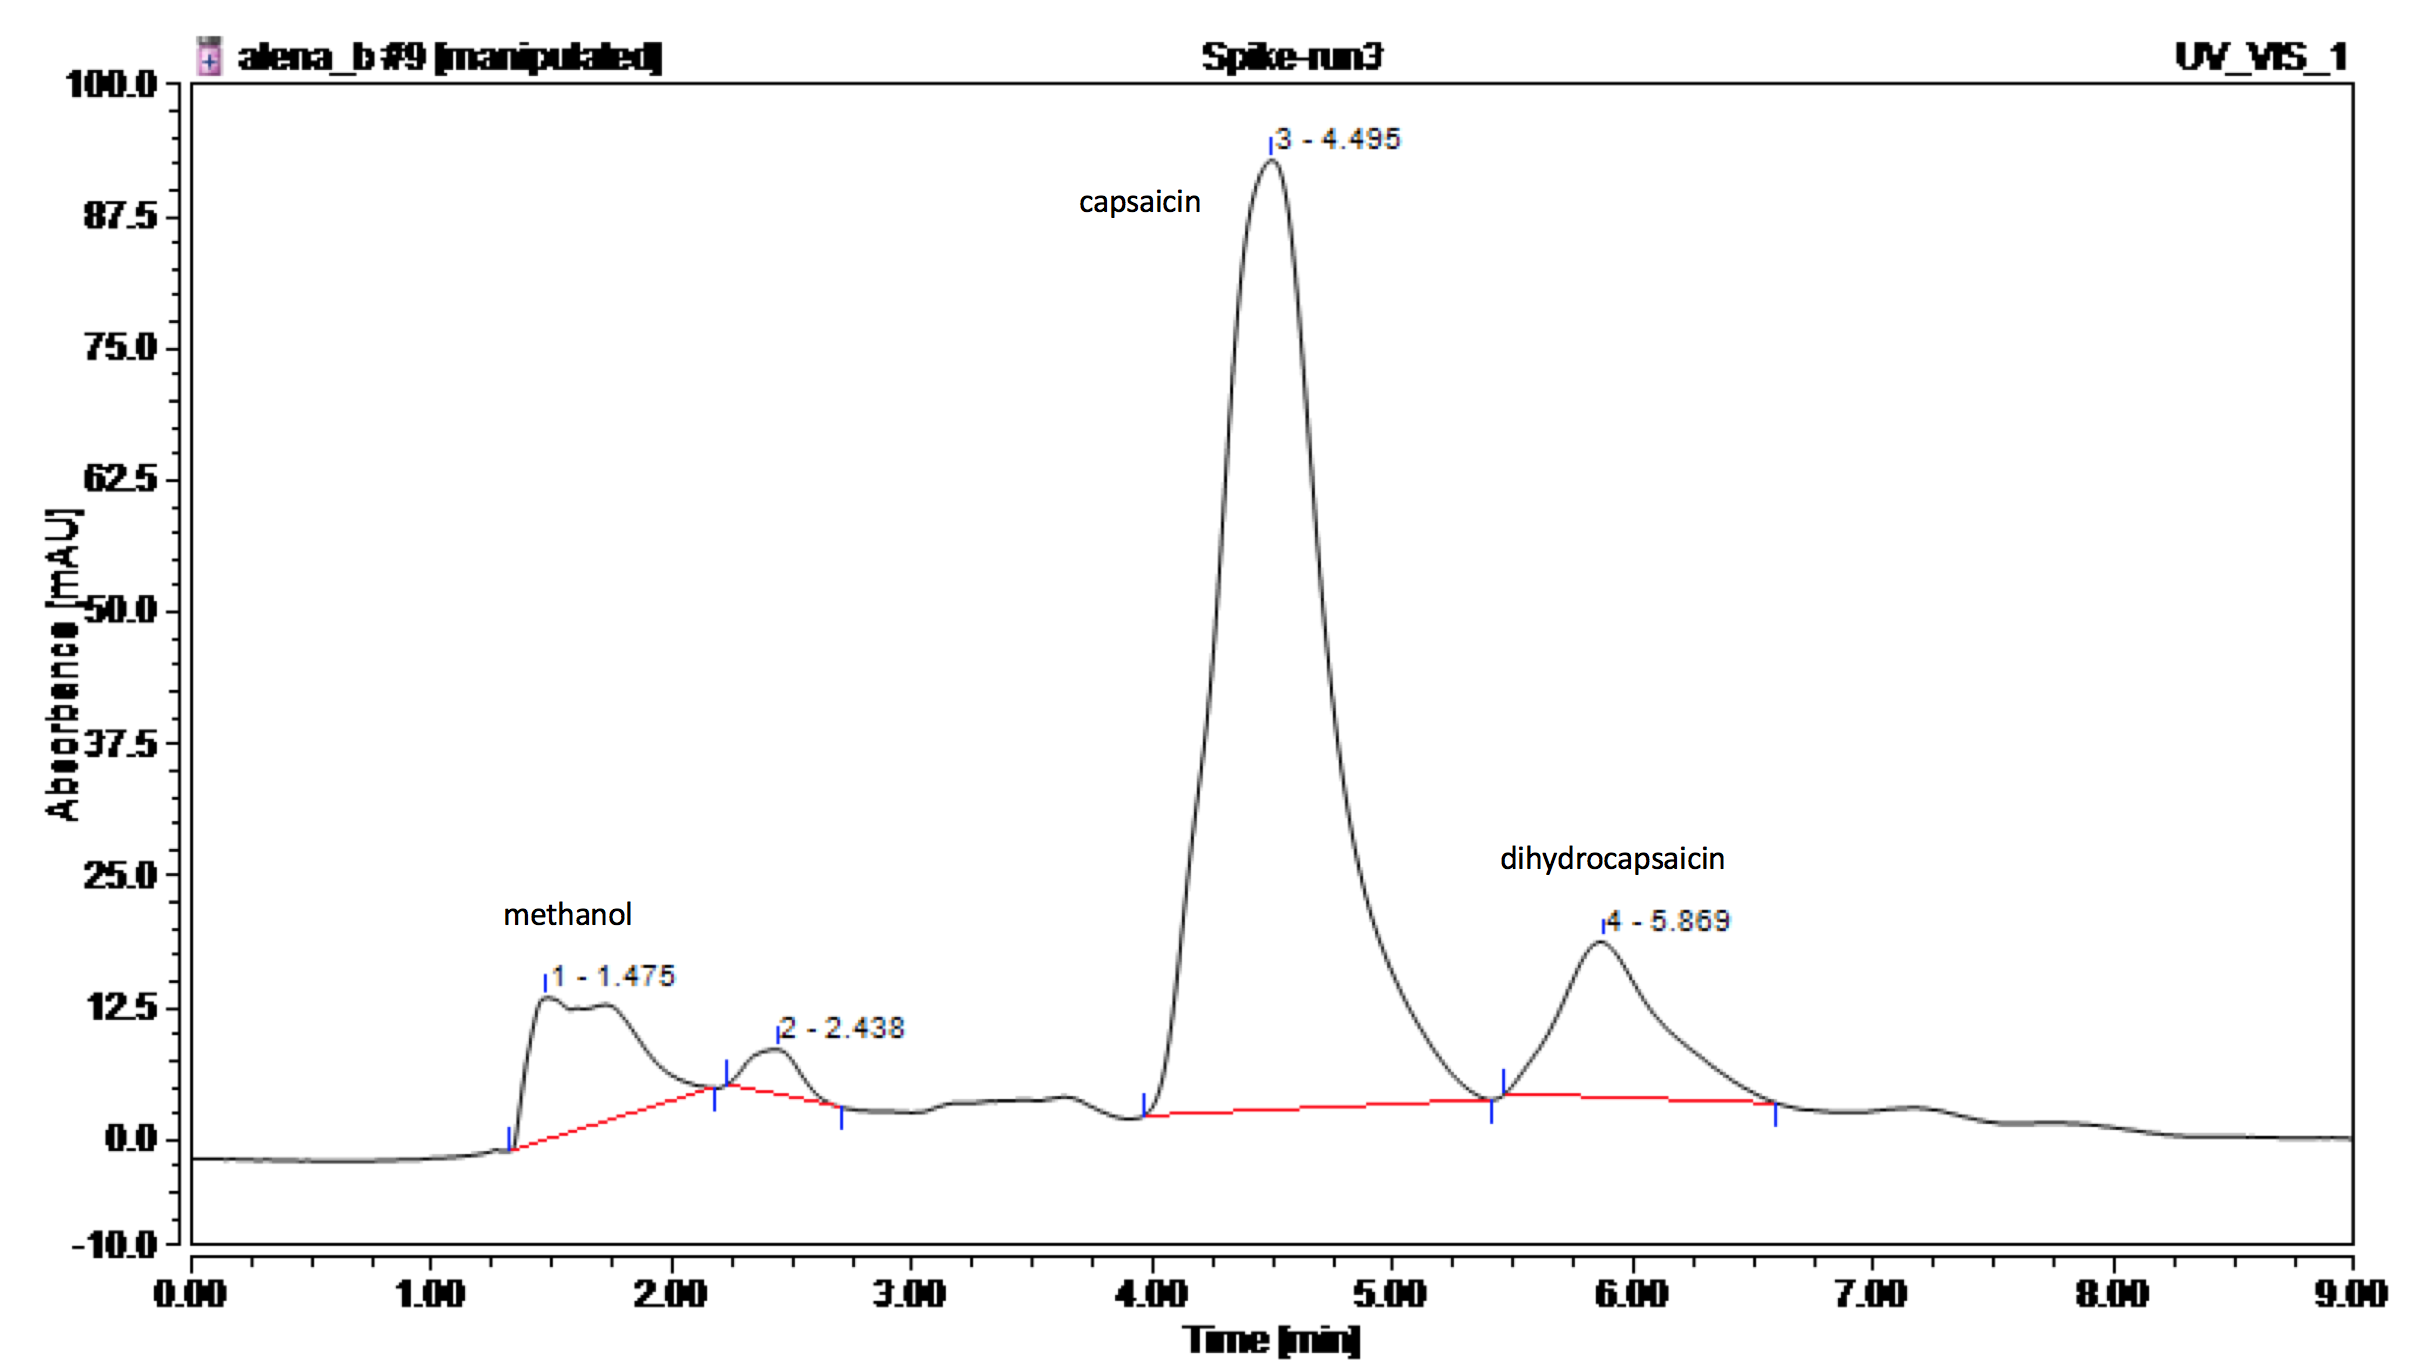 alena_b #9 [manipulated]
Spike-run3
UV_VIS_1
100.0
3 - 4.495
capsaicin
87.5
75.0
62.5
Absorbance [mAU]
50.0
37.5
25.0
dihydrocapsaicin
methanol
4 - 5.869
1 - 1.475
12.5
2 - 2.438
0.0
-10.0
0.00 1.00 2.00 3.00 4.00 5.00 6.00 7.00 8.00 9.00
Time [min]